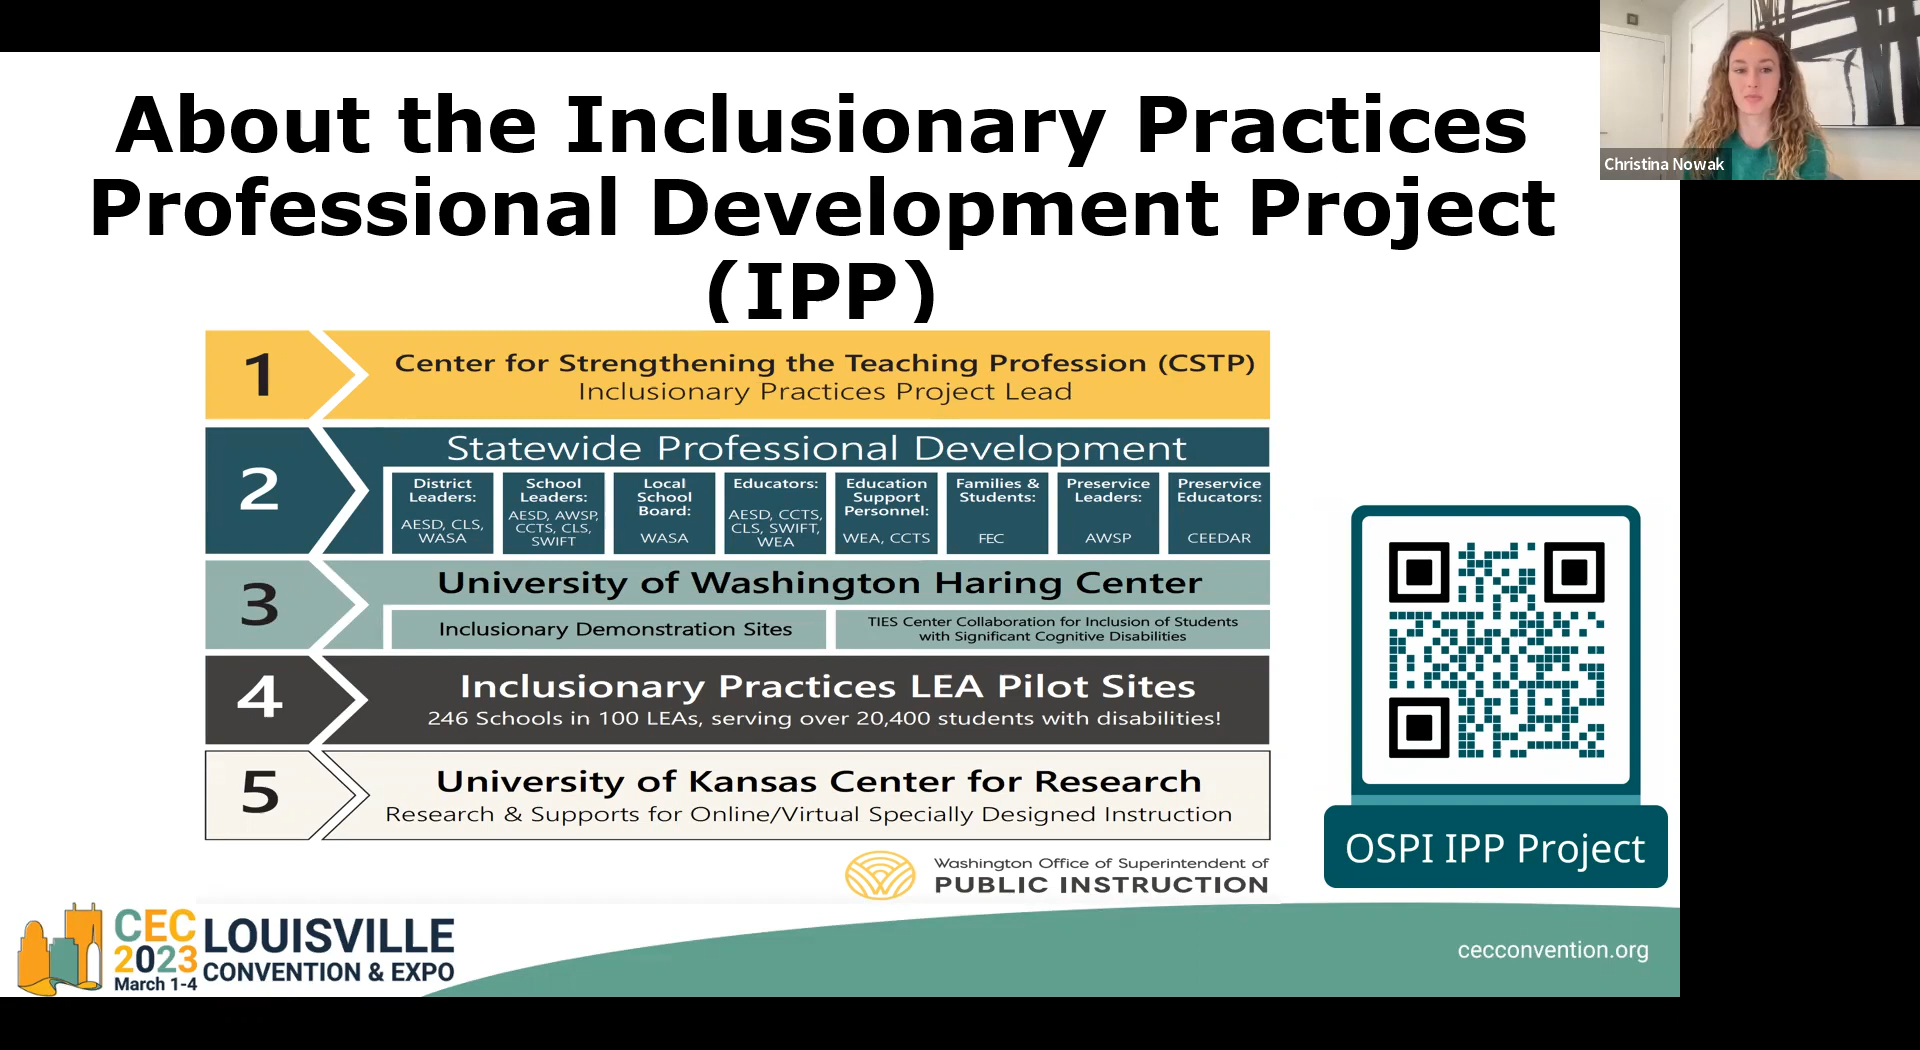 About the Inclusionary Practices
Professional Development Project
(IPP)
Christina Nowak
1
Center for Strengthening the Teaching Profession (CSTP)
Inclusionary Practices Project Lead
2
Statewide Professional Development
District
Leaders:
AESD, CLS,
WASA
School
Leaders:
AESD, AWSP,
CCTS, CLS,
SWIFT
Local
School
Board:
WASA
Educators:
AESD, CCTS,
CLS, SWIFT,
WEA
Education
Support
Personnel:
WEA, CCTS
Families &
Students:
FEC
Preservice
Leaders:
AWSP
Preservice
Educators:
CEEDAR
3
University of Washington Haring Center
Inclusionary Demonstration Sites
TIES Center Collaboration for Inclusion of Students
with Significant Cognitive Disabilities
4
Inclusionary Practices LEA Pilot Sites
246 Schools in 100 LEAs, serving over 20,400 students with disabilities!
5
University of Kansas Center for Research
Research & Supports for Online/Virtual Specially Designed Instruction
Washington Office of Superintendent of
PUBLIC INSTRUCTION
OSPI IPP Project
CEC
2023
March 1-4
LOUISVILLE
CONVENTION & EXPO
cecconvention.org